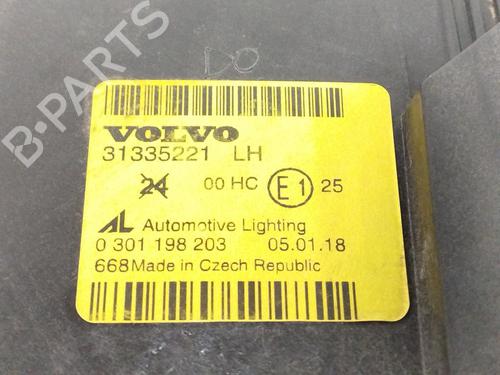 B-PARTS
DO
VOLVO
31335221 LH
24 00 HC E1 25
AL Automotive Lighting
0 301 198 203 05.01.18
668 Made in Czech Republic
B-PARTS